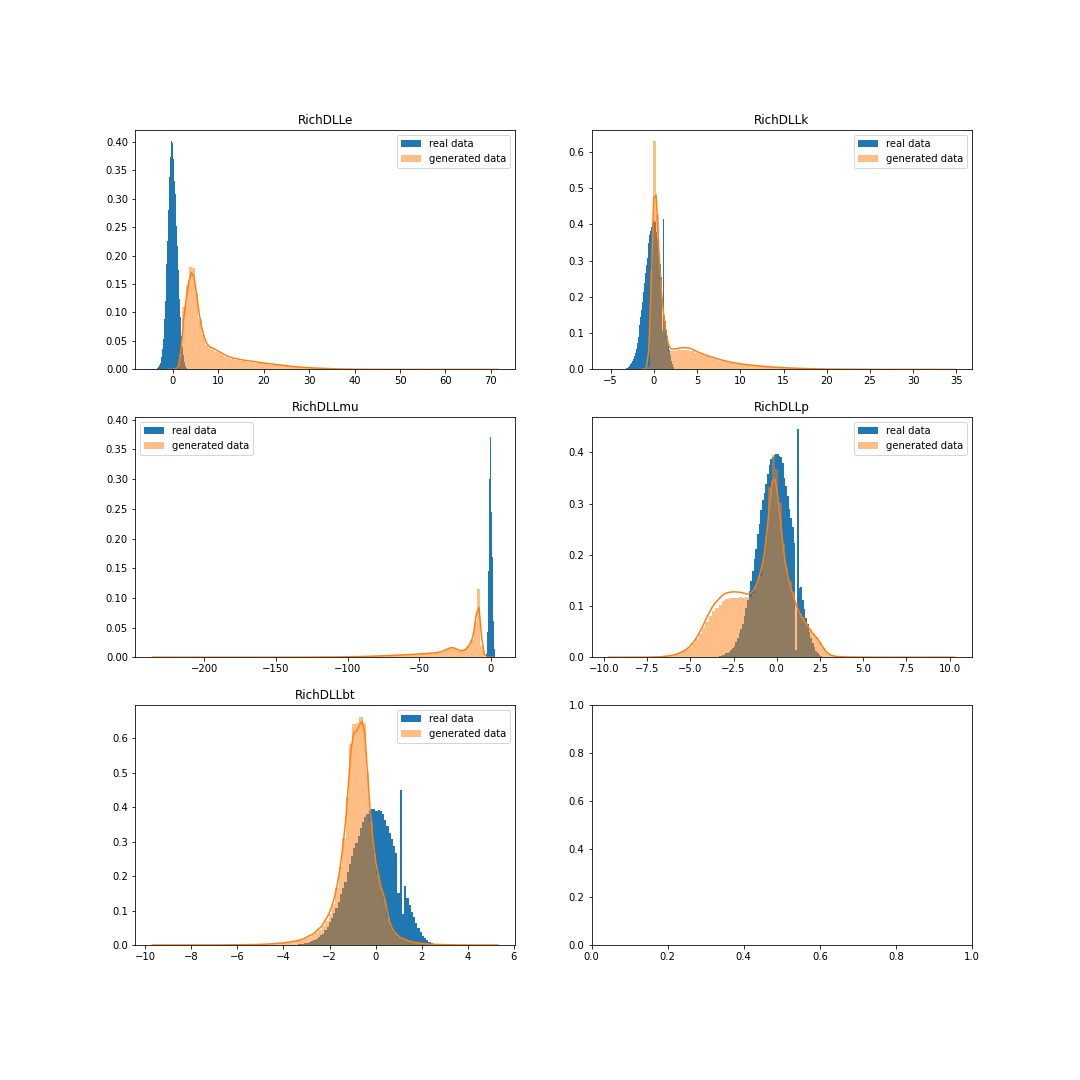 RichDLLe
0.40
0.35
0.30
0.25
0.20
0.15
0.10
0.05
0.00
0 10 20 30 40 50 60 70
real data
generated data
RichDLLk
0.6
0.5
0.4
0.3
0.2
0.1
0.0
−5 0 5 10 15 20 25 30 35
real data
generated data
RichDLLmu
0.40
0.35
0.30
0.25
0.20
0.15
0.10
0.05
0.00
−200 −150 −100 −50 0
real data
generated data
RichDLLp
0.4
0.3
0.2
0.1
0.0
−10.0 −7.5 −5.0 −2.5 0.0 2.5 5.0 7.5 10.0
real data
generated data
RichDLLbt
0.6
0.5
0.4
0.3
0.2
0.1
0.0
−10 −8 −6 −4 −2 0 2 4 6
real data
generated data
1.0
0.8
0.6
0.4
0.2
0.0
0.0 0.2 0.4 0.6 0.8 1.0